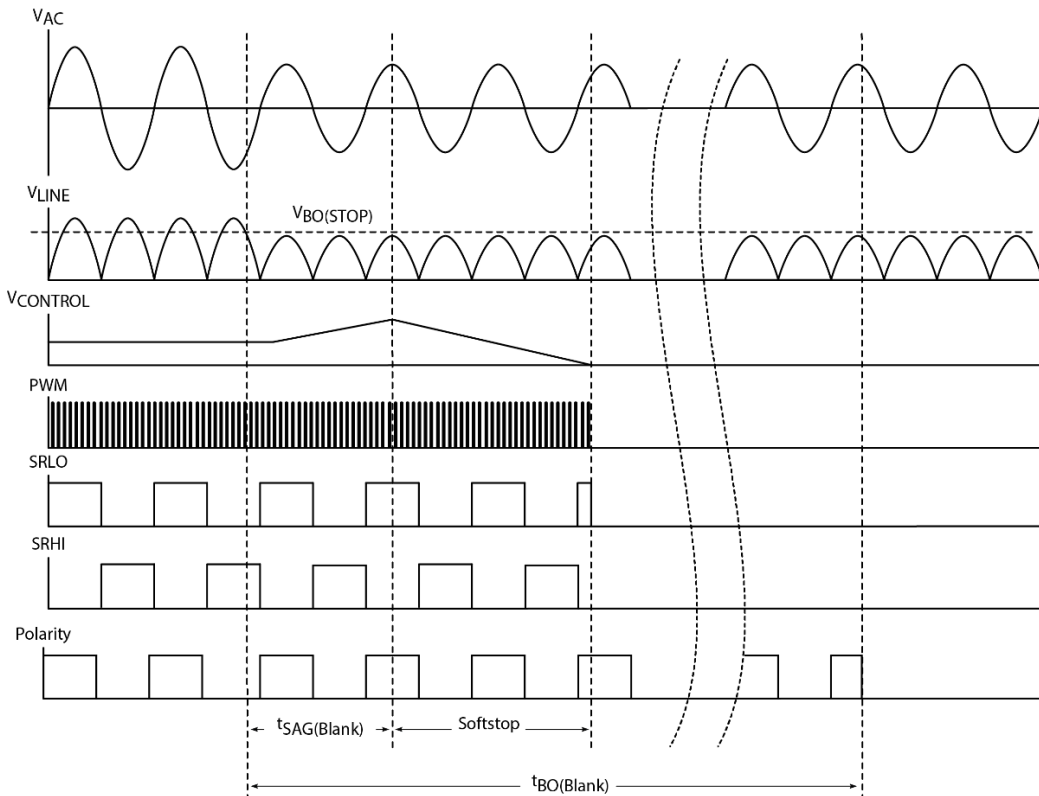 VAC
VLINE
VBO(STOP)
VCONTROL
PWM
SRLO
SRHI
Polarity
tSAG(Blank)
Softstop
tBO(Blank)